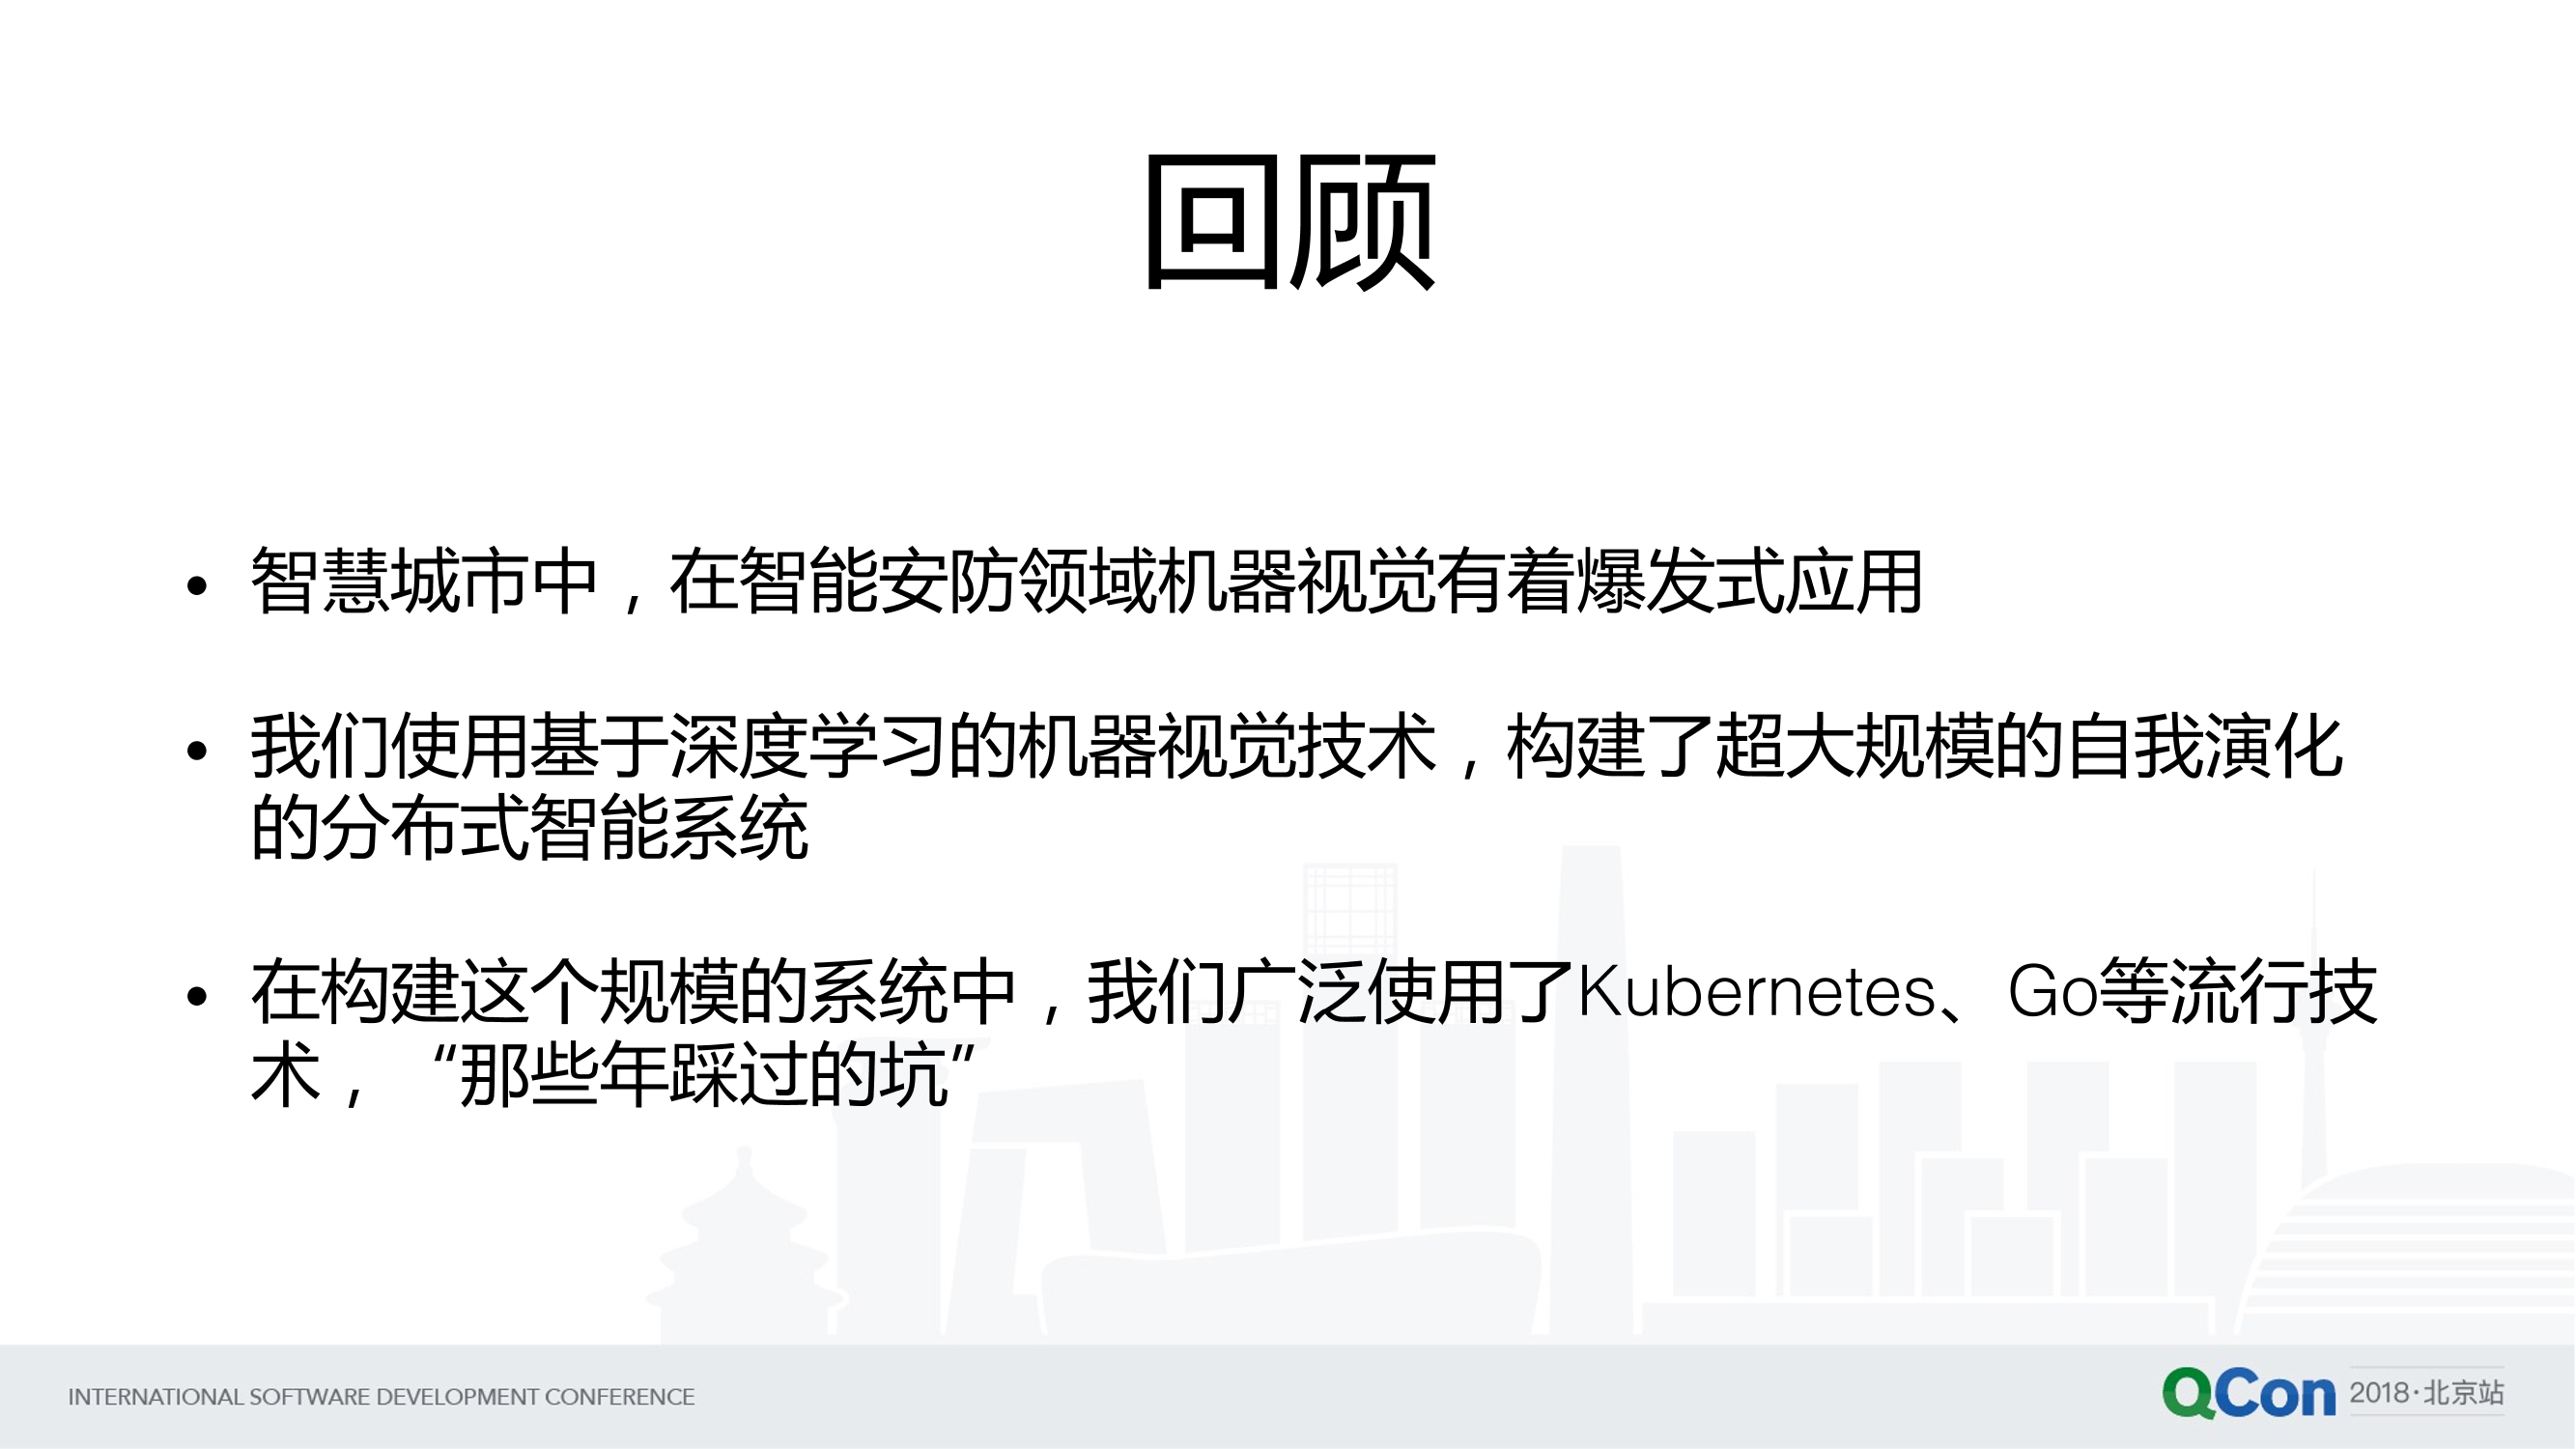 回顾
• 智慧城市中，在智能安防领域机器视觉有着爆发式应用
• 我们使用基于深度学习的机器视觉技术，构建了超大规模的自我演化
的分布式智能系统
• 在构建这个规模的系统中，我们广泛使用了Kubernetes、Go等流行技
术，“那些年踩过的坑”
INTERNATIONAL SOFTWARE DEVELOPMENT CONFERENCE
QCon 2018·北京站